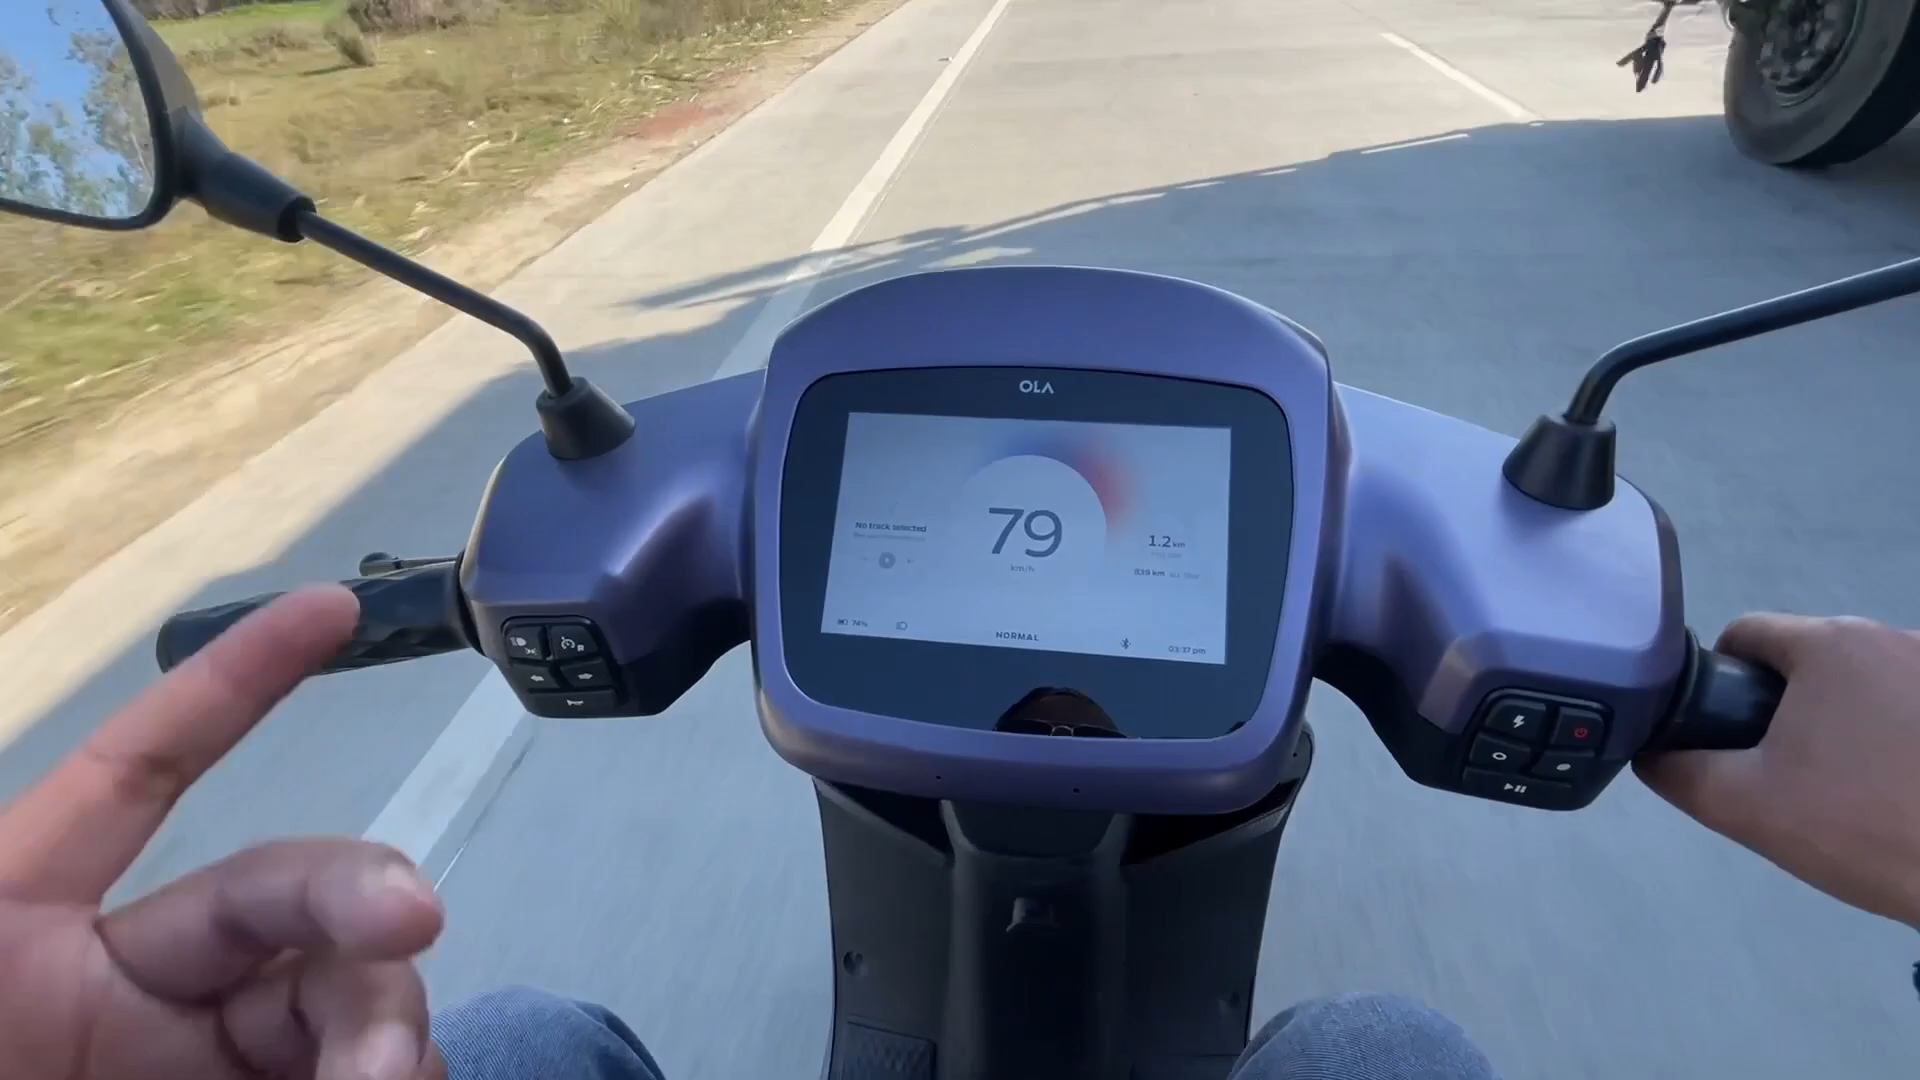 OLA
No track selected
79
km/h
1.2 km
839 km
74%
NORMAL
03:37 pm
R